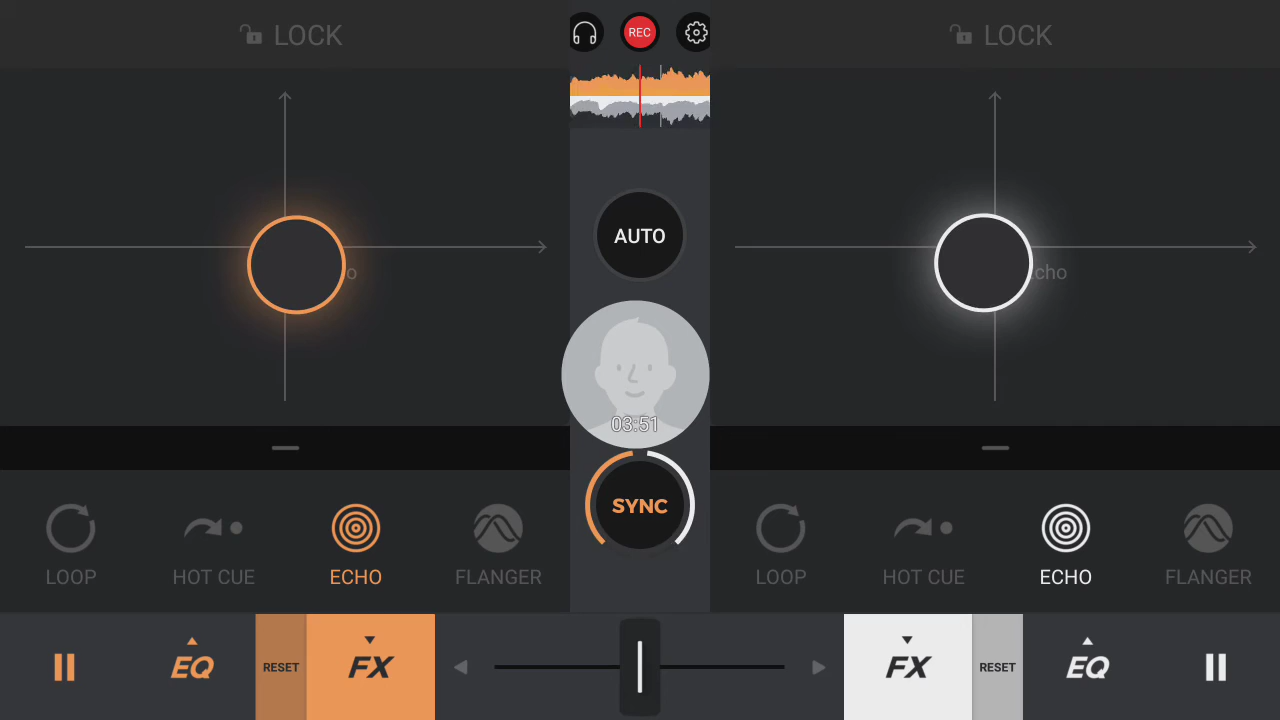 LOCK
REC
LOCK
AUTO
o
cho
03:51
SYNC
LOOP
HOT CUE
ECHO
FLANGER
LOOP
HOT CUE
ECHO
FLANGER
EQ
RESET
FX
FX
RESET
EQ